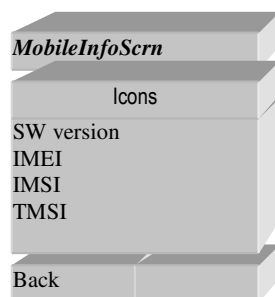 MobileInfoScrn
Icons
SW version
IMEI
IMSI
TMSI
Back